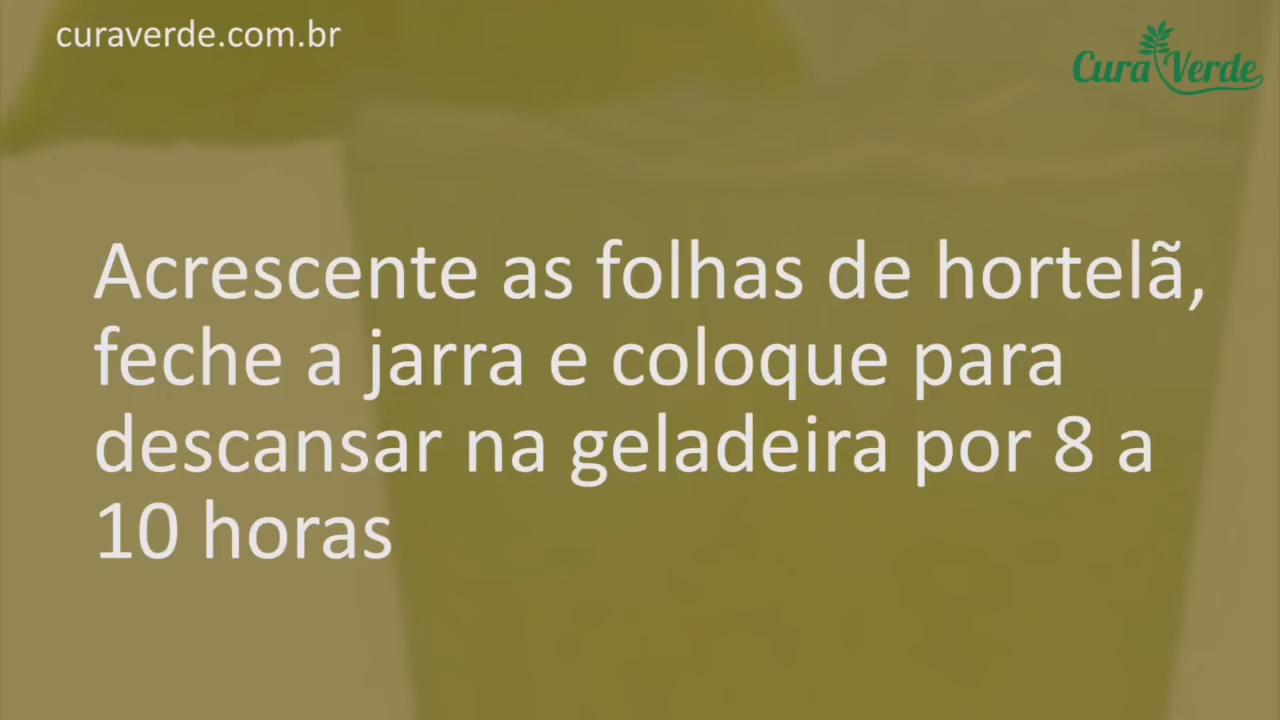 curaverde.com.br
Cura Verde
Acrescente as folhas de hortelã,
feche a jarra e coloque para
descansar na geladeira por 8 a
10 horas